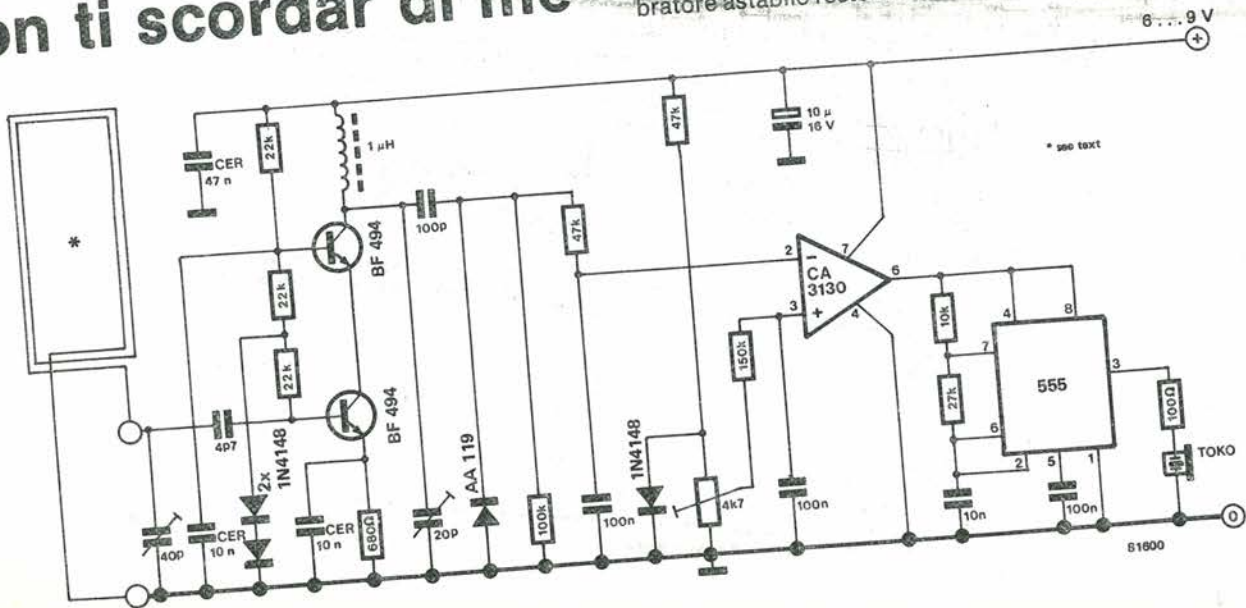 on ti scordar di me
bratore astabile
6...9 V
+
CER
47 n
22k
1 µH
47k
10 µ
16 V
* see text
*
100p
47k
BF 494
22k
22k
2
–
7
CA
3130
6
3
+
4
150k
10k
4
8
7
555
3
27k
6
2
5
1
100Ω
TOKO
4p7
BF 494
2x
1N4148
AA 119
1N4148
40p
CER
10 n
CER
10 n
680Ω
20p
100k
100n
4k7
100n
10n
100n
0
81600